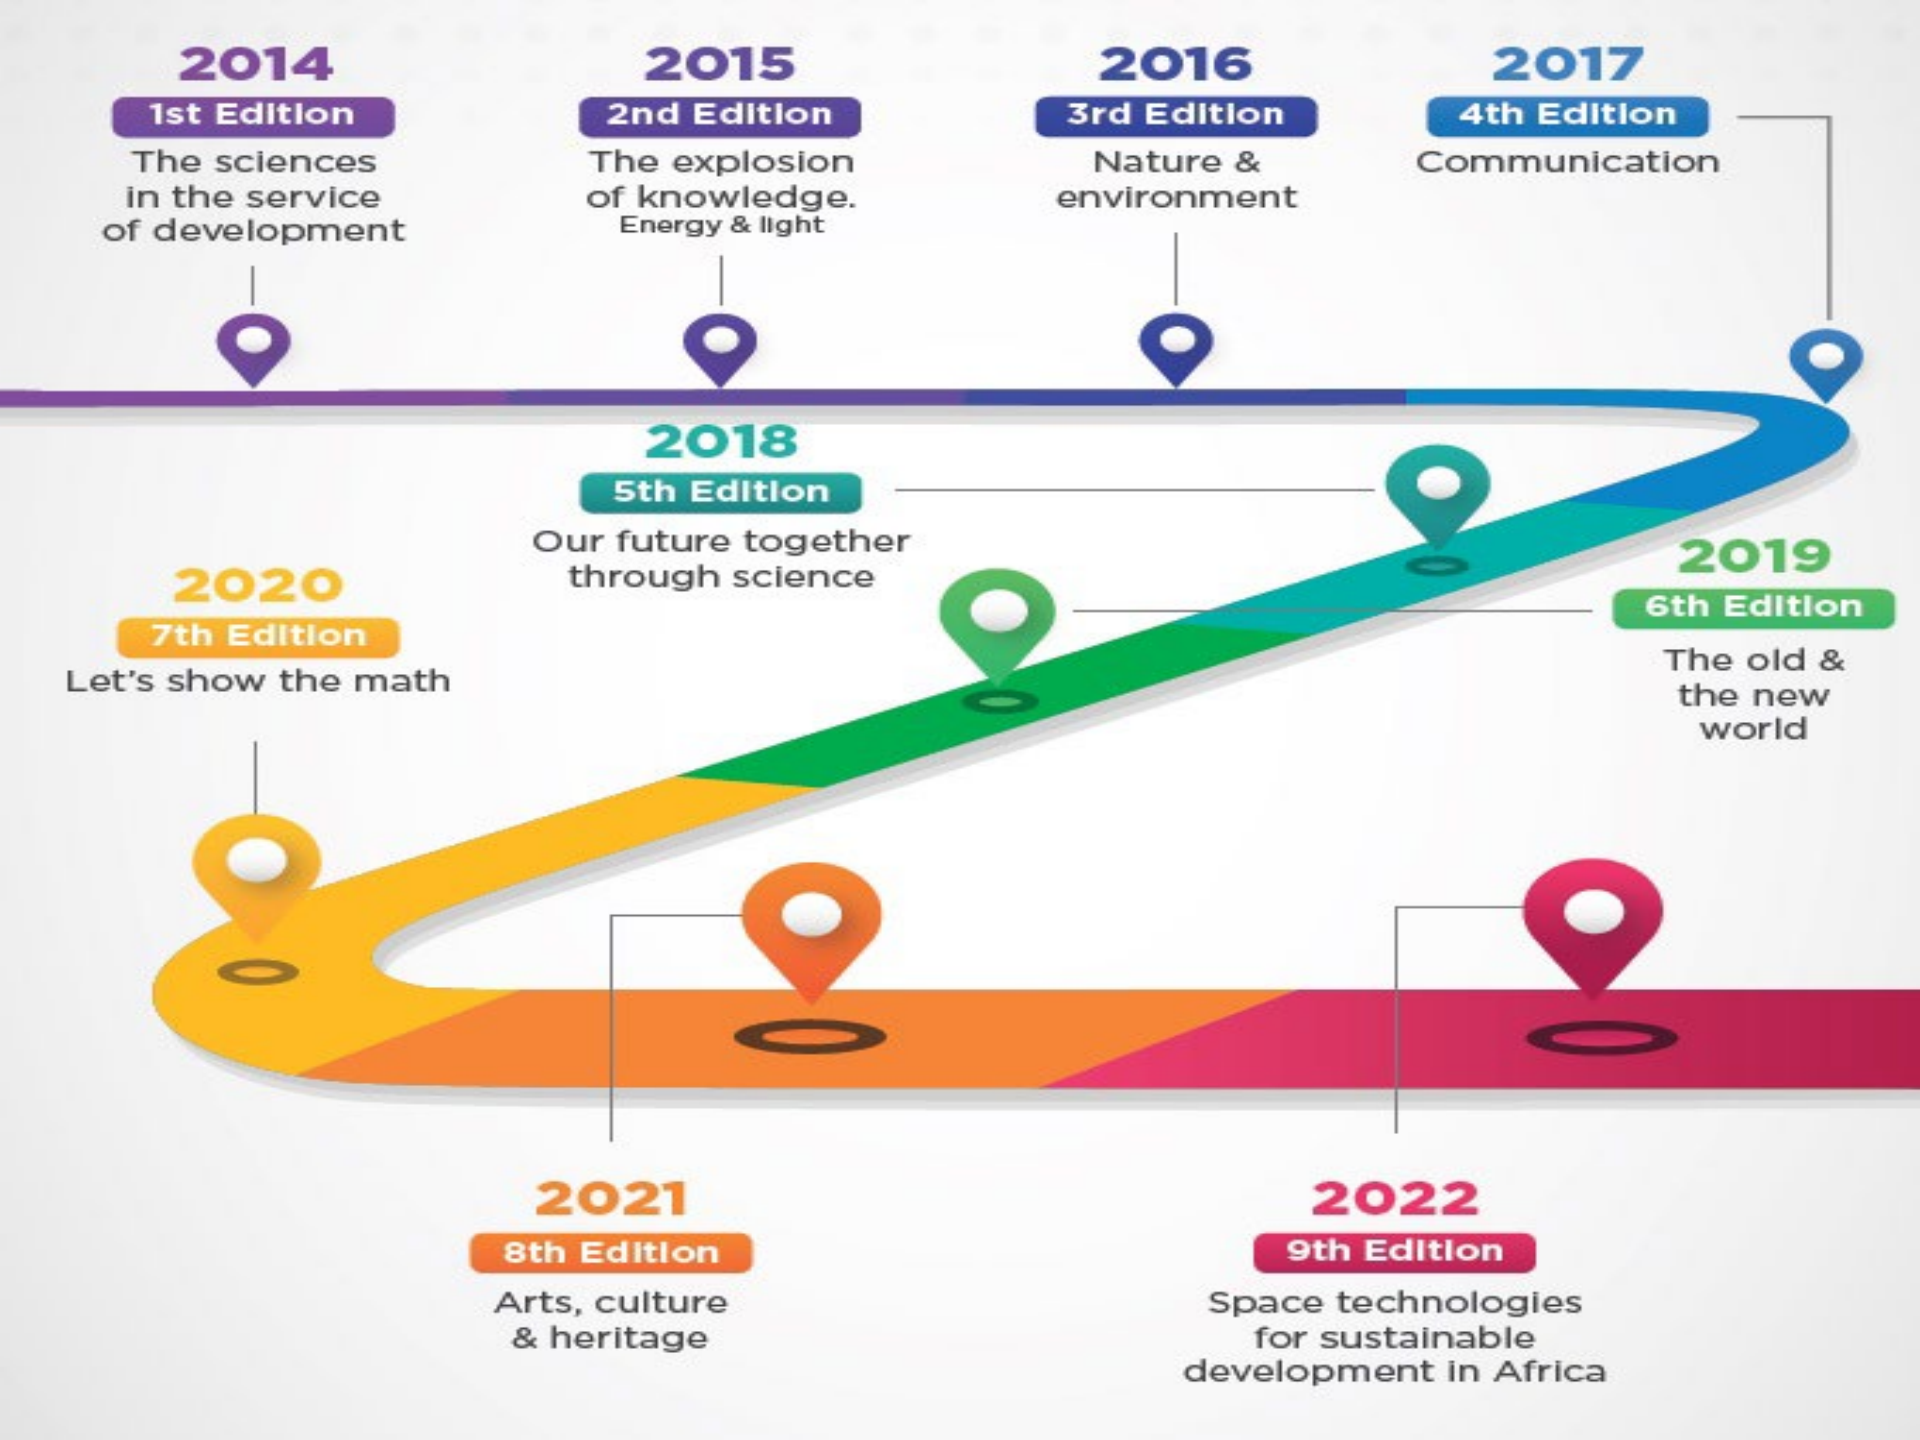 2014
1st Edition
The sciences
in the service
of development
2015
2nd Edition
The explosion
of knowledge.
Energy & light
2016
3rd Edition
Nature &
environment
2017
4th Edition
Communication
2018
5th Edition
Our future together
through science
2019
6th Edition
The old &
the new
world
2020
7th Edition
Let's show the math
2021
8th Edition
Arts, culture
& heritage
2022
9th Edition
Space technologies
for sustainable
development in Africa